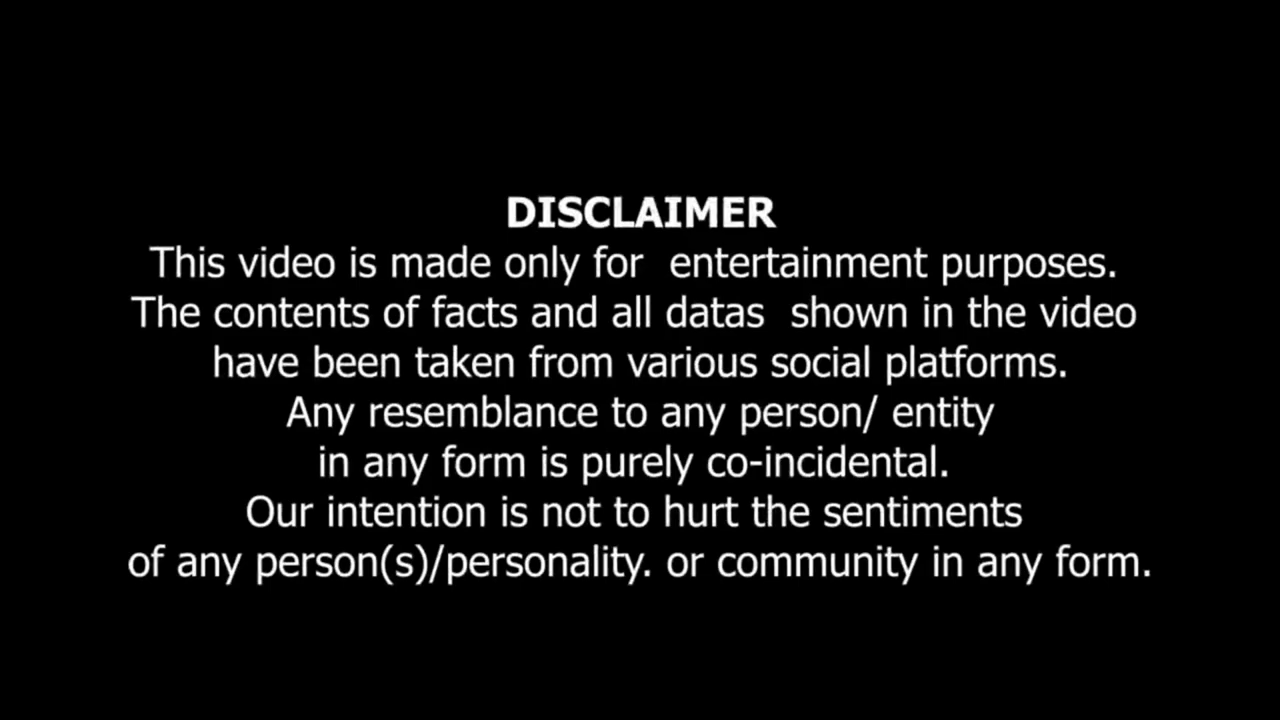 DISCLAIMER
This video is made only for  entertainment purposes.
The contents of facts and all datas  shown in the video
have been taken from various social platforms.
Any resemblance to any person/ entity
in any form is purely co-incidental.
Our intention is not to hurt the sentiments
of any person(s)/personality. or community in any form.